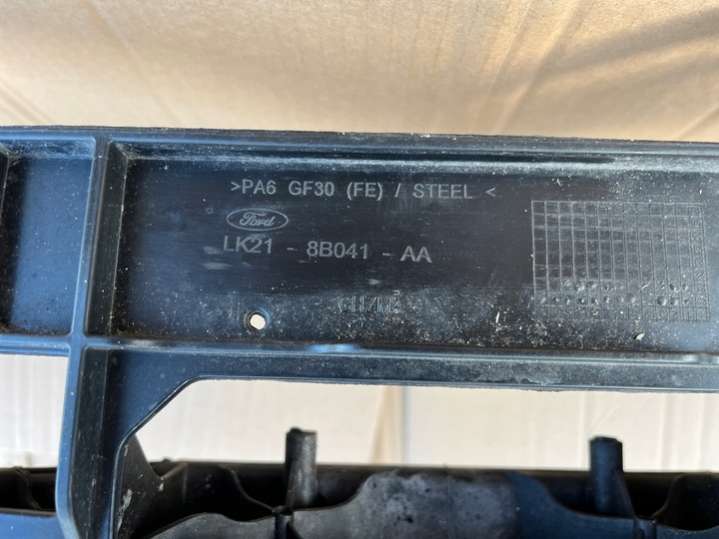 >PA6 GF30 (FE) / STEEL <
Ford
LK21 - 8B041 - AA